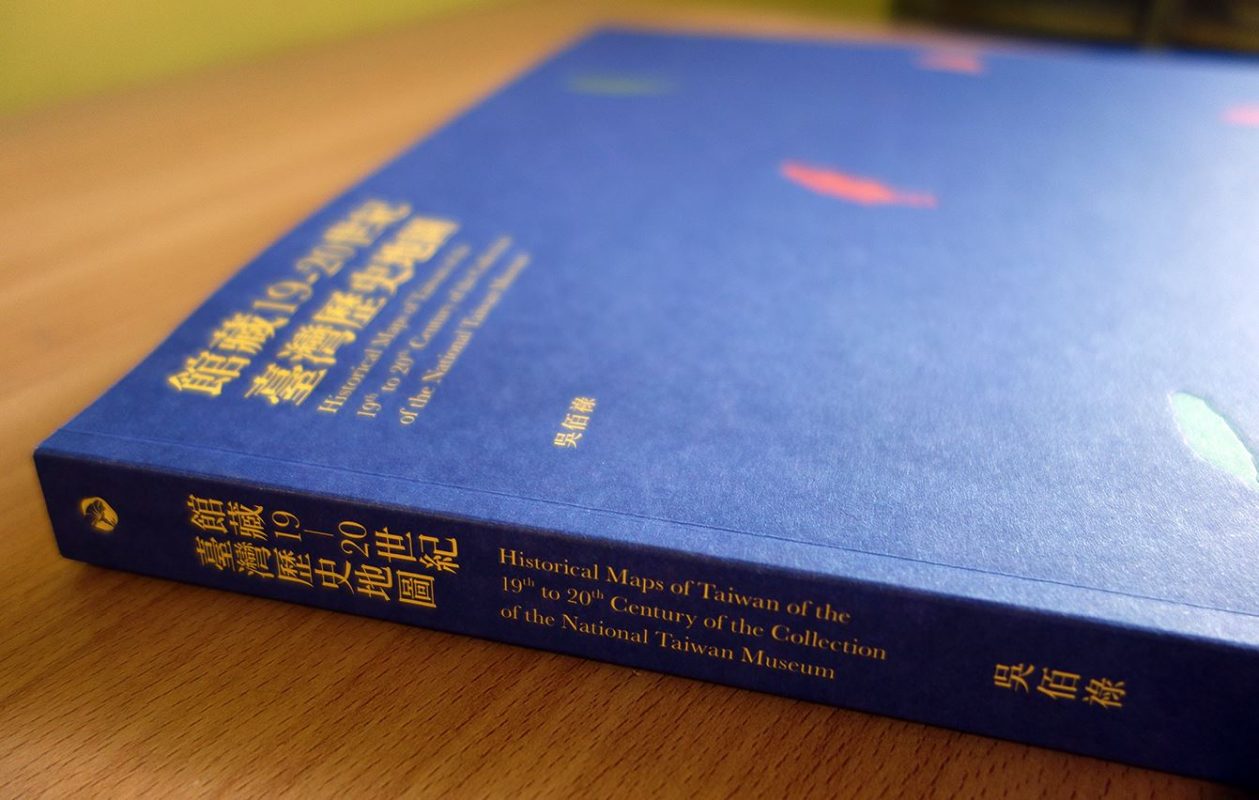 館藏19-20世紀
臺灣歷史地圖
Historical Maps of Taiwan of the
19th to 20th Century of the Collection
of the National Taiwan Museum
吳佰祿
館藏19—20世紀
臺灣歷史地圖
Historical Maps of Taiwan of the
19th to 20th Century of the Collection
of the National Taiwan Museum
吳佰祿